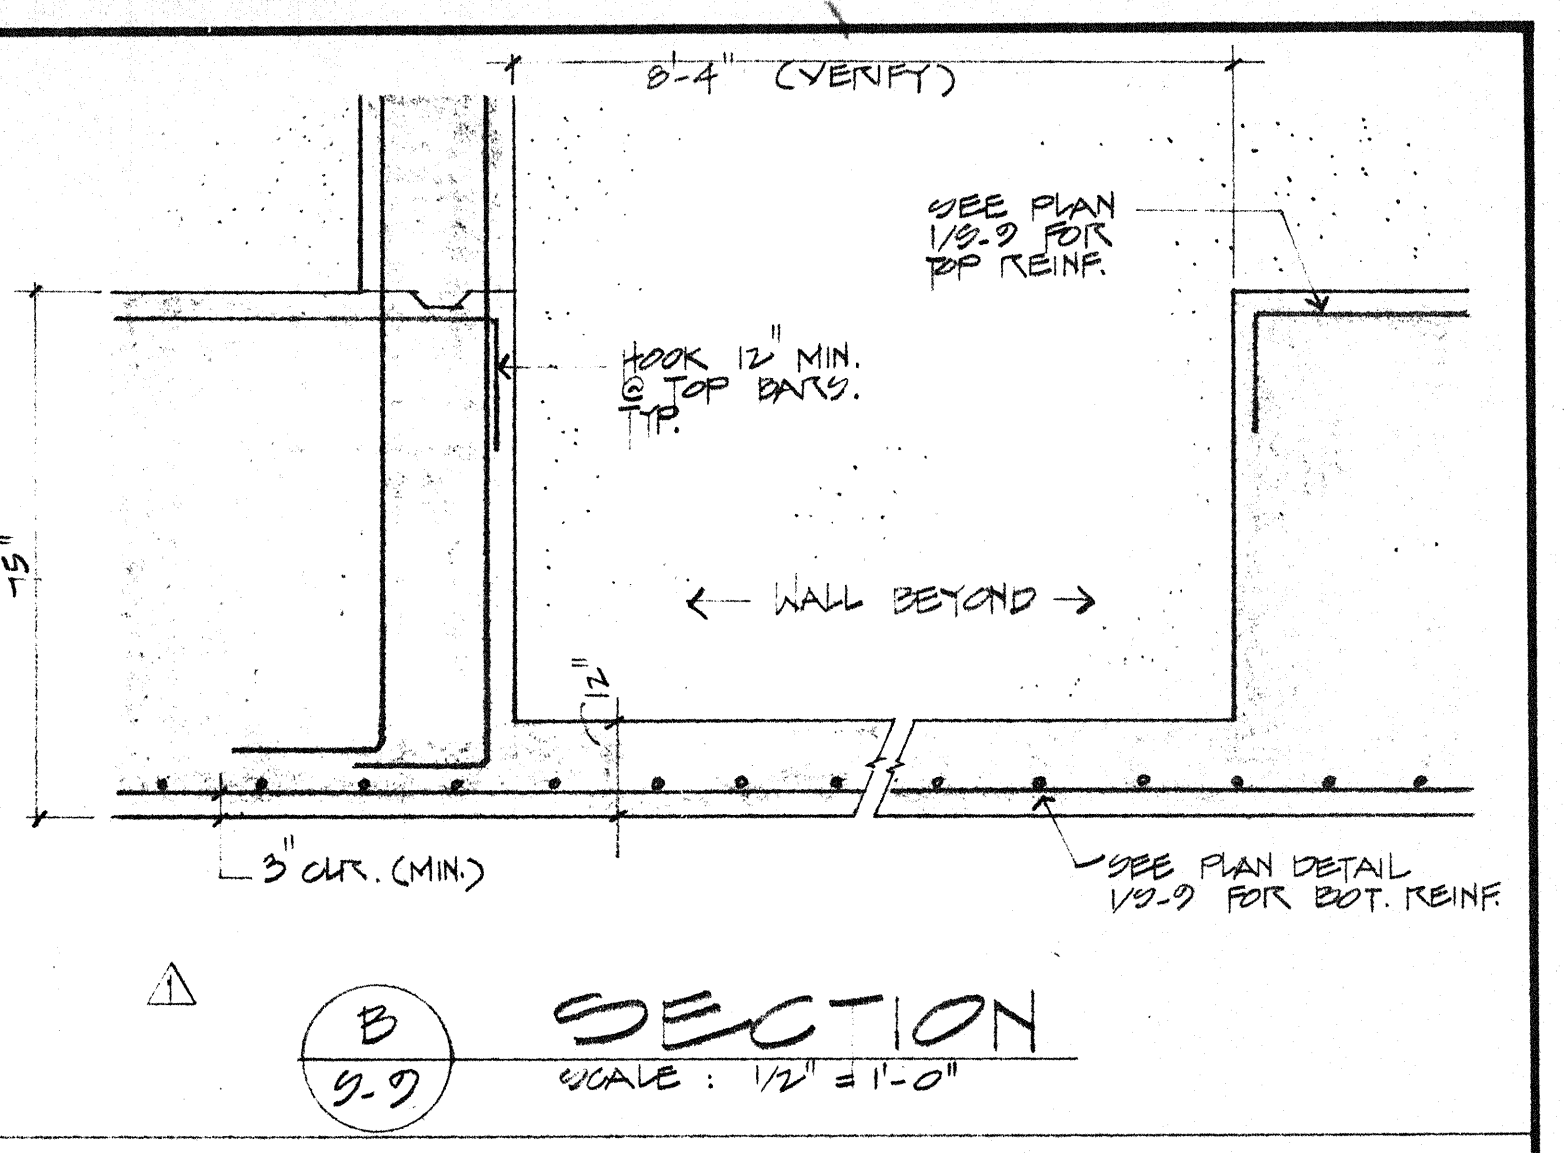 8'-4" (VERIFY)
SEE PLAN
1/S-9 FOR
TOP REINF.
HOOK 12" MIN.
@ TOP BARS.
TYP.
← WALL BEYOND →
12"
3" CLR. (MIN.)
SEE PLAN DETAIL
1/S-9 FOR BOT. REINF.
1
B
S-9
SECTION
SCALE : 1/2" = 1'-0"